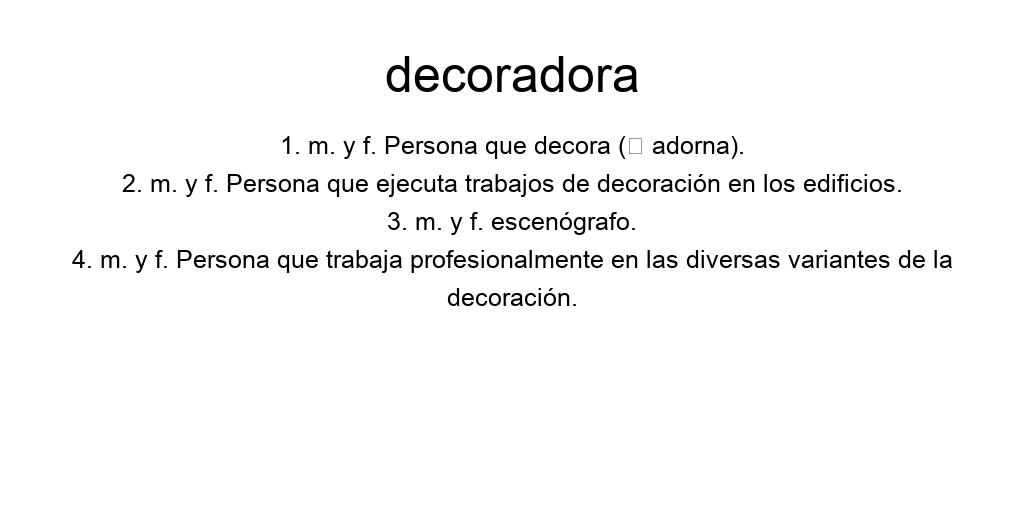 decoradora
1. m. y f. Persona que decora (□ adorna).
2. m. y f. Persona que ejecuta trabajos de decoración en los edificios.
3. m. y f. escenógrafo.
4. m. y f. Persona que trabaja profesionalmente en las diversas variantes de la
decoración.